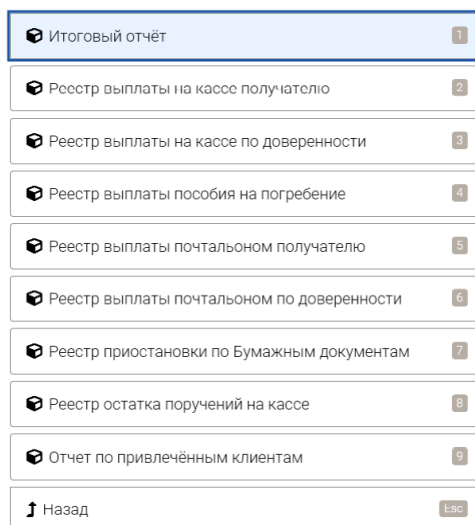 Итоговый отчёт 1
Реестр выплаты на кассе получателю 2
Реестр выплаты на кассе по доверенности 3
Реестр выплаты пособия на погребение 4
Реестр выплаты почтальоном получателю 5
Реестр выплаты почтальоном по доверенности 6
Реестр приостановки по Бумажным документам 7
Реестр остатка поручений на кассе 8
Отчет по привлечённым клиентам 9
Назад Esc